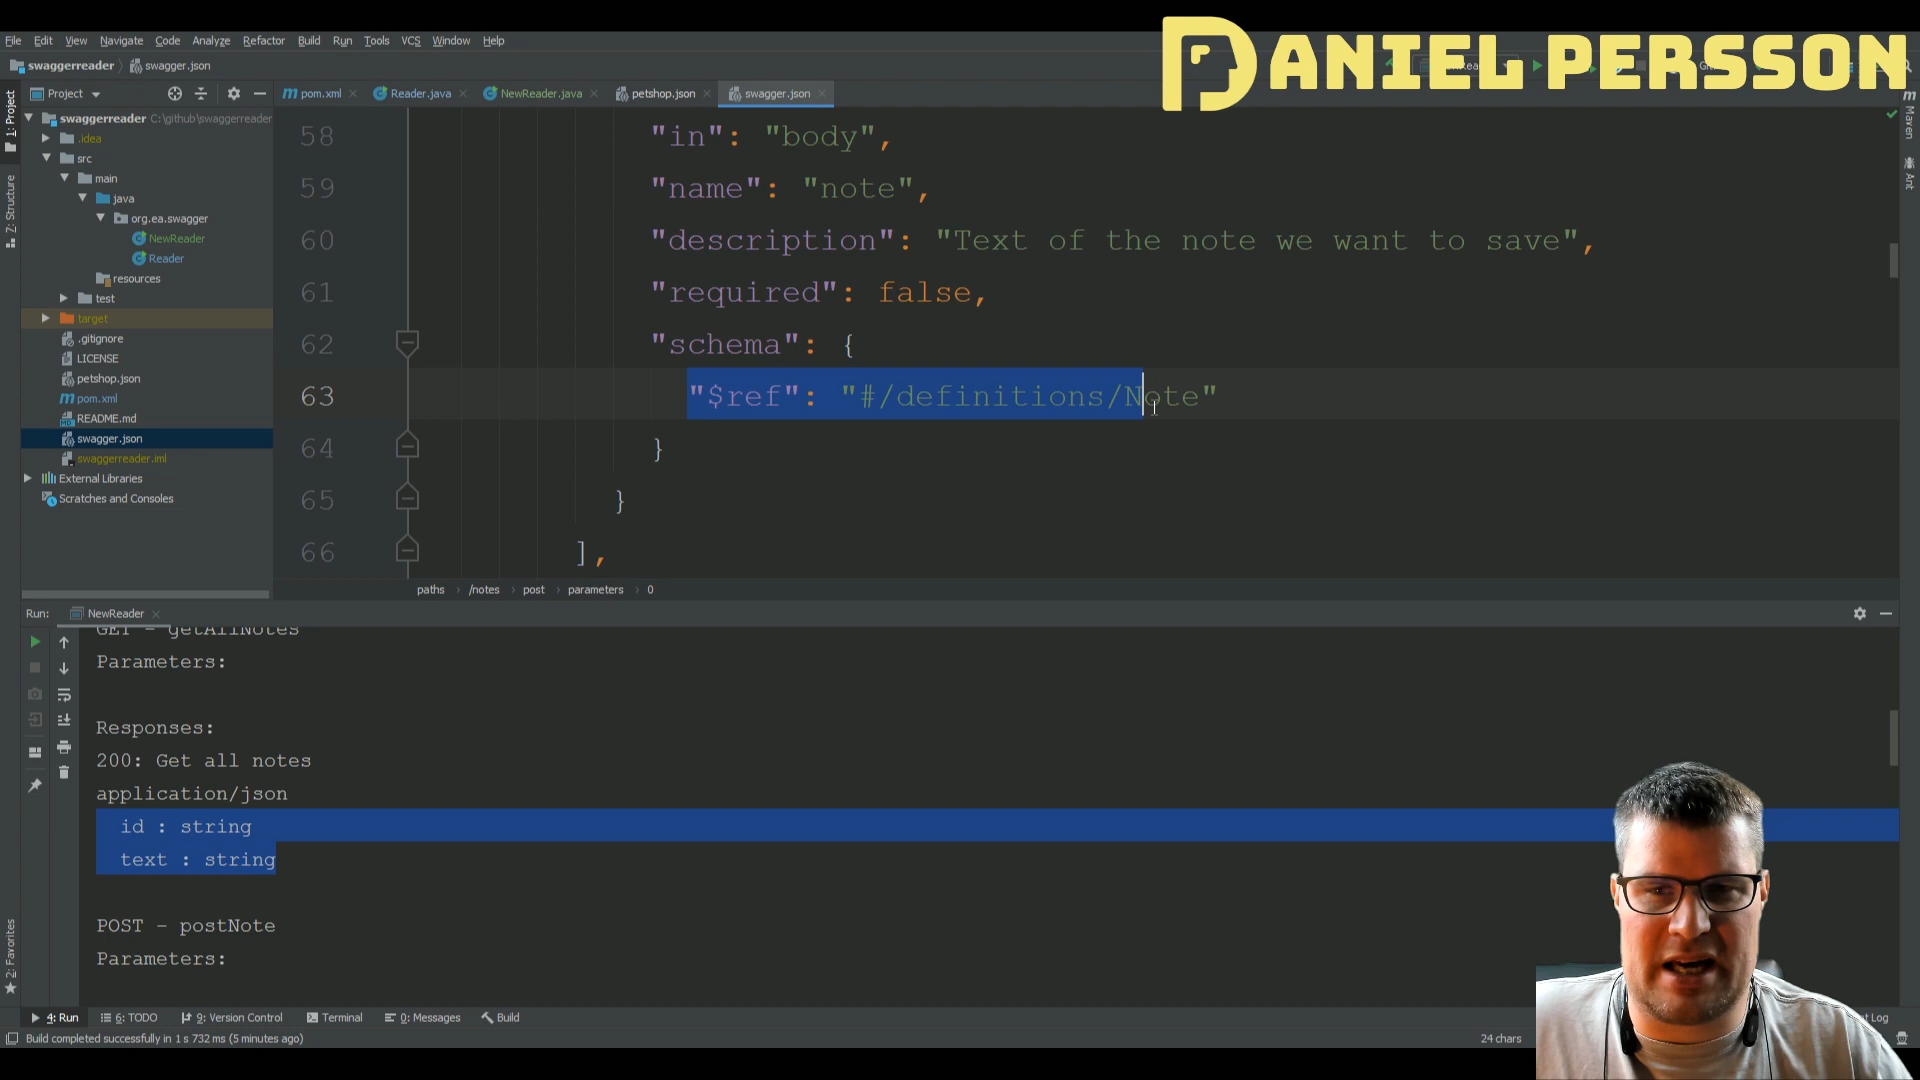 DANIEL PERSSON
File Edit View Navigate Code Analyze Refactor Build Run Tools VCS Window Help
swaggerreader swagger.json
Project
pom.xml Reader.java NewReader.java petshop.json swagger.json
1: Project
Z: Structure
2: Favorites
Maven
Ant
swaggerreader C:\github\swaggerreader
.idea
src
main
java
org.ea.swagger
NewReader
Reader
resources
test
target
.gitignore
LICENSE
petshop.json
pom.xml
README.md
swagger.json
swaggerreader.iml
External Libraries
Scratches and Consoles
58 "in": "body",
59 "name": "note",
60 "description": "Text of the note we want to save",
61 "required": false,
62 "schema": {
63 "$ref": "#/definitions/Note"
64 }
65 }
66 ],
paths /notes post parameters 0
Run: NewReader
GET - getAllNotes
Parameters:
Responses:
200: Get all notes
application/json
id : string
text : string
POST - postNote
Parameters:
4: Run 6: TODO 9: Version Control Terminal 0: Messages Build
Build completed successfully in 1 s 732 ms (5 minutes ago)
24 chars